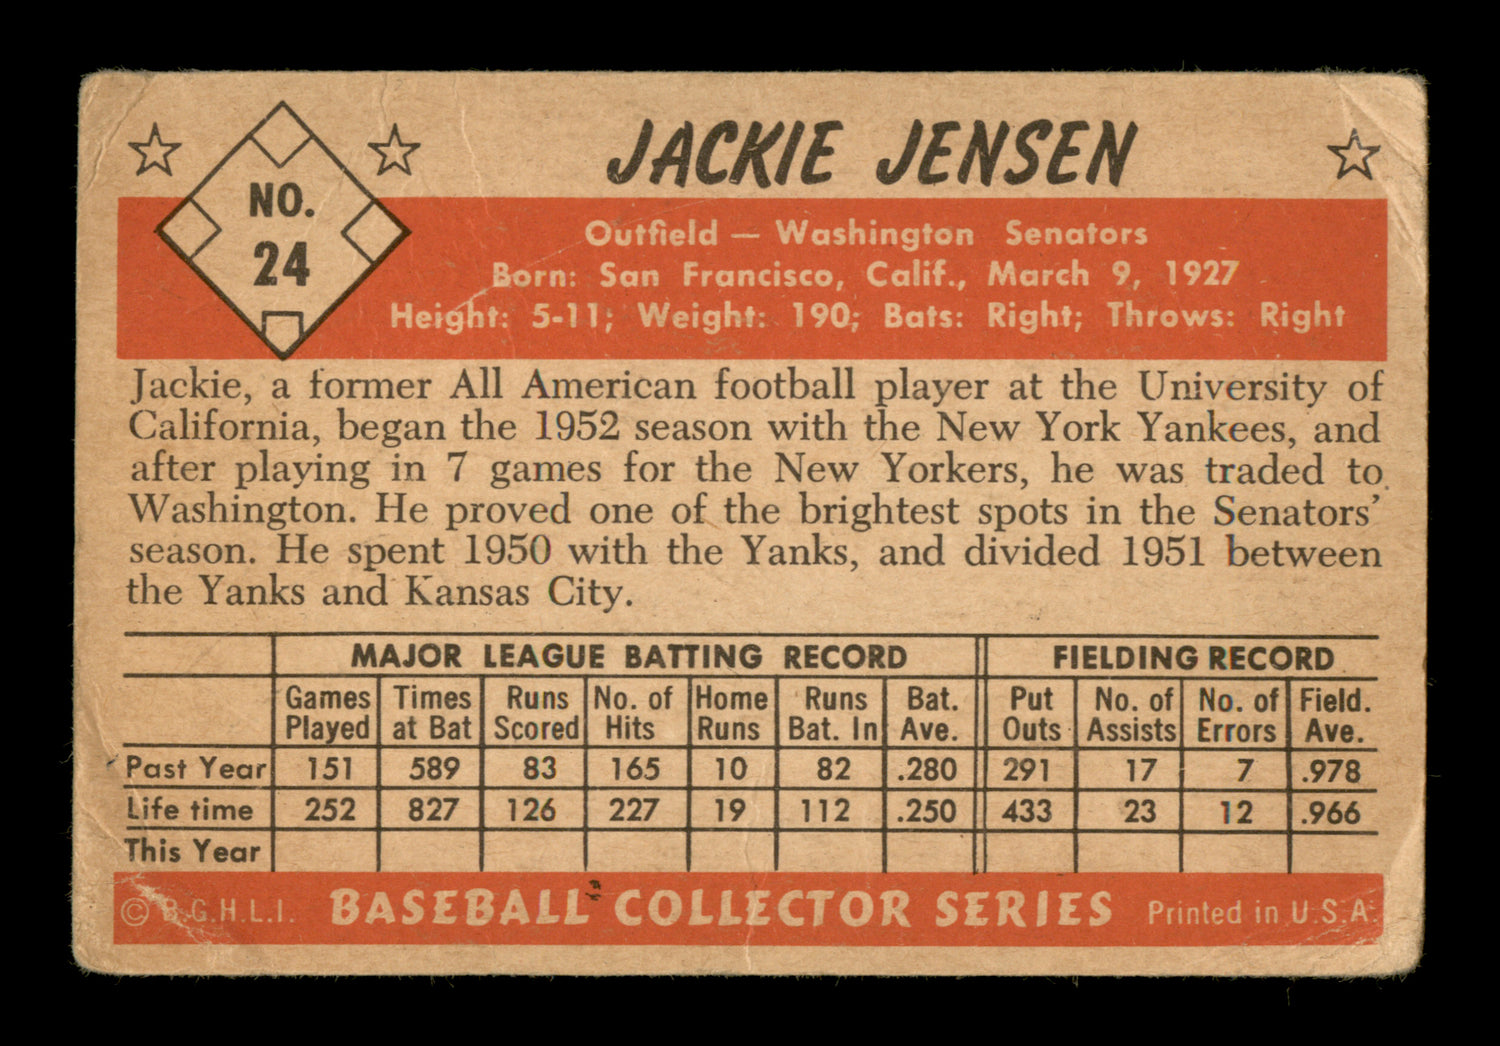 NO.
24
JACKIE JENSEN
Outfield — Washington Senators
Born: San Francisco, Calif., March 9, 1927
Height: 5-11; Weight: 190; Bats: Right; Throws: Right
Jackie, a former All American football player at the University of
California, began the 1952 season with the New York Yankees, and
after playing in 7 games for the New Yorkers, he was traded to
Washington. He proved one of the brightest spots in the Senators'
season. He spent 1950 with the Yanks, and divided 1951 between
the Yanks and Kansas City.
MAJOR LEAGUE BATTING RECORD FIELDING RECORD
Games Played Times at Bat Runs Scored No. of Hits Home Runs Runs Bat. In Bat. Ave. Put Outs No. of Assists No. of Errors Field. Ave.
Past Year 151 589 83 165 10 82 .280 291 17 7 .978
Life time 252 827 126 227 19 112 .250 433 23 12 .966
This Year
© B.G.H.L.I. BASEBALL COLLECTOR SERIES Printed in U.S.A.